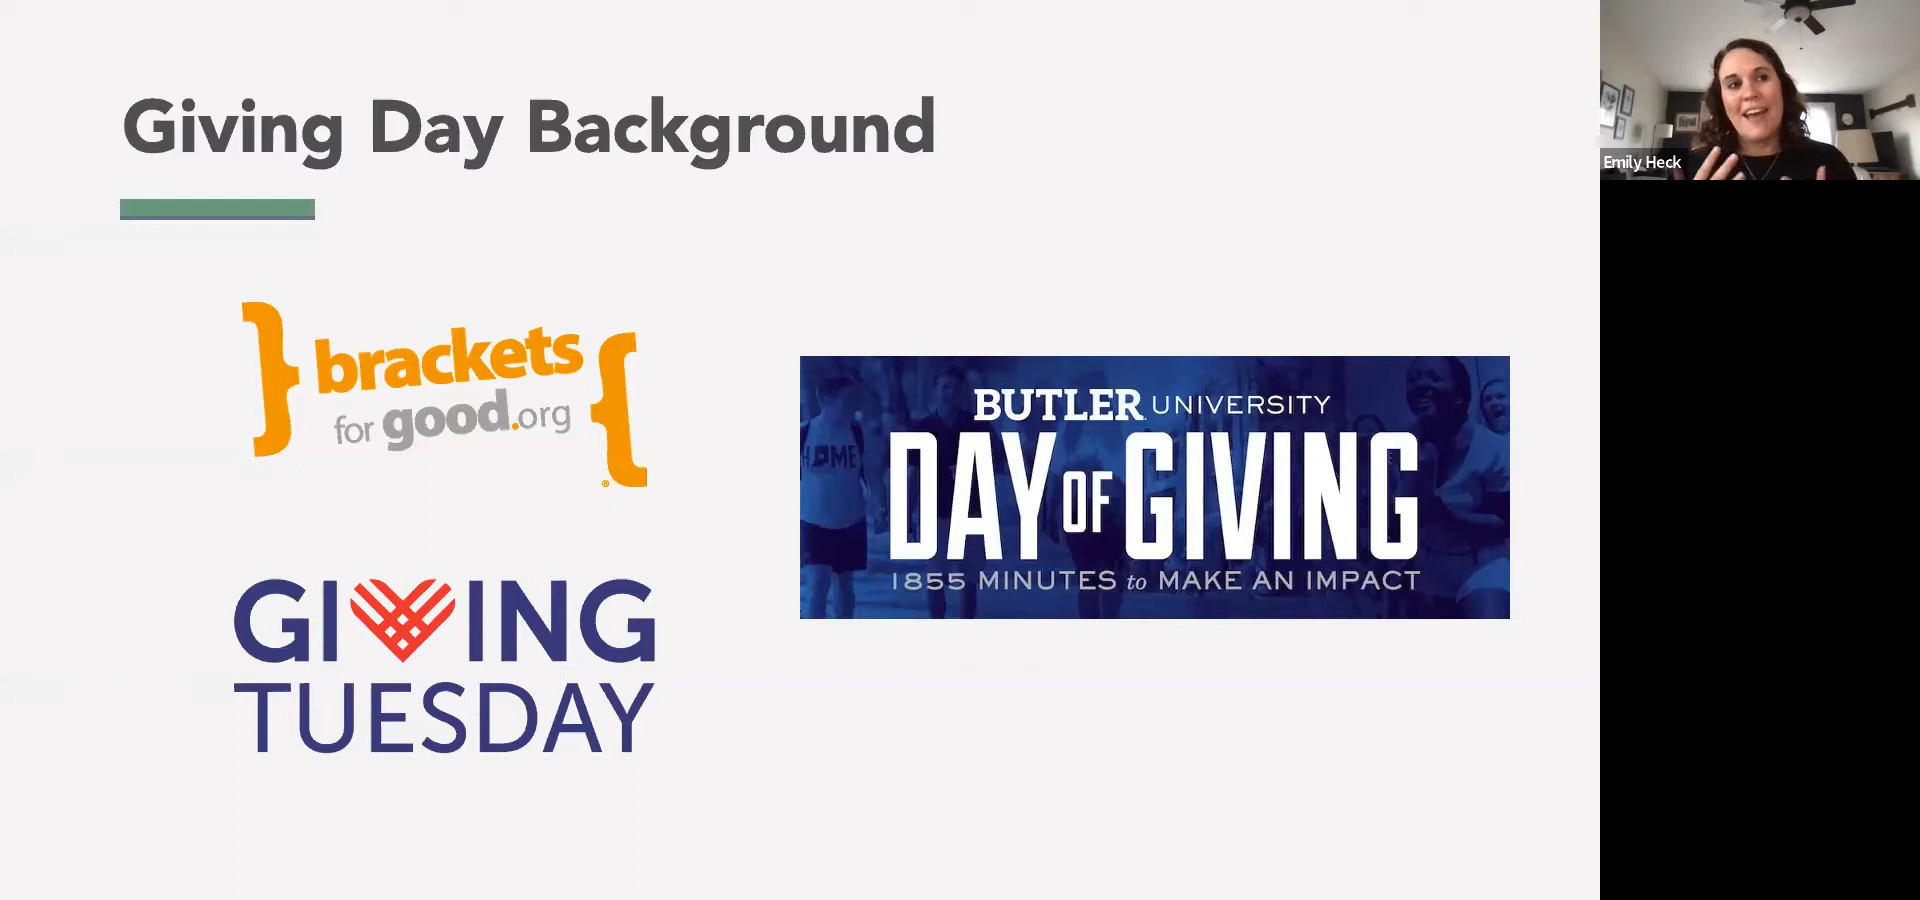 Giving Day Background
brackets
for good.org
®
GIVING
TUESDAY
BUTLER UNIVERSITY
DAY OF GIVING
1855 MINUTES to MAKE AN IMPACT
HOME
Emily Heck